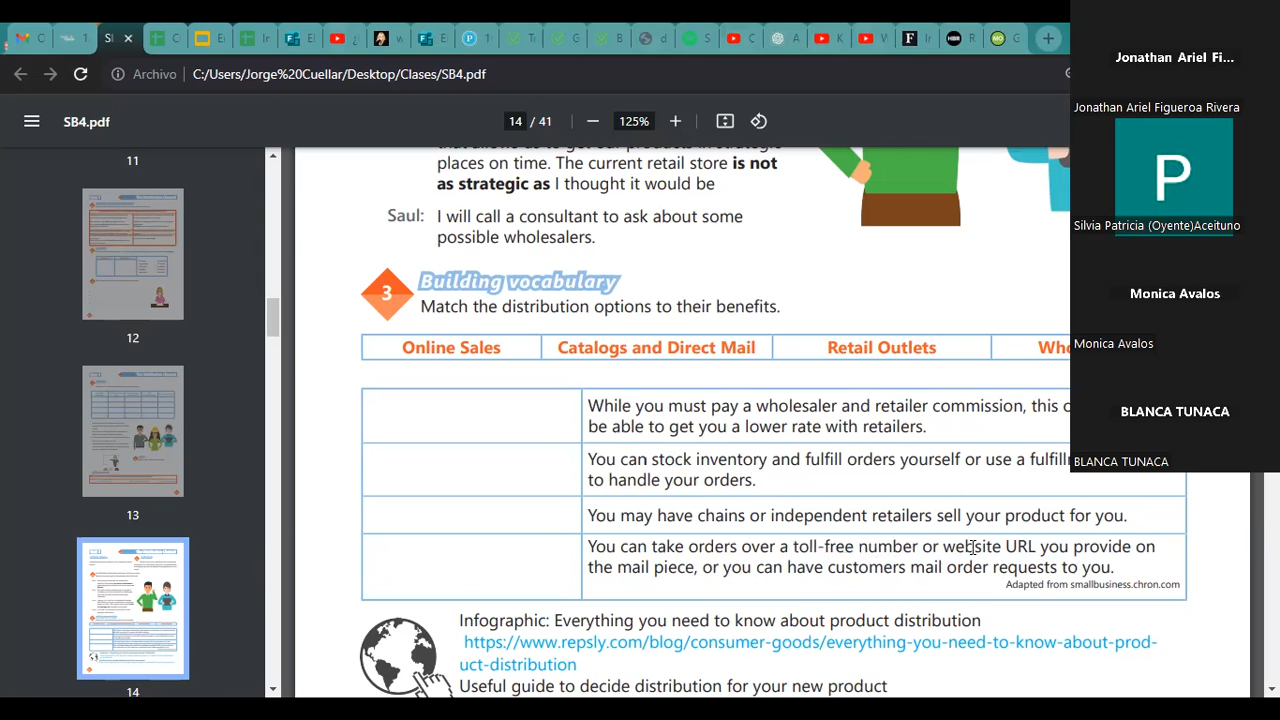 Archivo
C:/Users/Jorge%20Cuellar/Desktop/Clases/SB4.pdf
SB4.pdf
14 / 41
125%
11
12
13
14
places on time. The current retail store is not
as strategic as I thought it would be
Saul: I will call a consultant to ask about some
possible wholesalers.
3 Building vocabulary
Match the distribution options to their benefits.
Online Sales Catalogs and Direct Mail Retail Outlets
While you must pay a wholesaler and retailer commission, this
be able to get you a lower rate with retailers.
You can stock inventory and fulfill orders yourself or use a
to handle your orders.
You may have chains or independent retailers sell your product for you.
You can take orders over a toll-free number or website URL you provide on
the mail piece, or you can have customers mail order requests to you.
Adapted from smallbusiness.chron.com
Infographic: Everything you need to know about product distribution
https://www.repsly.com/blog/consumer-goods/everything-you-need-to-know-about-prod-
uct-distribution
Useful guide to decide distribution for your new product
Jonathan Ariel Fi...
Jonathan Ariel Figueroa Rivera
P
Silvia Patricia (Oyente)Aceituno
Monica Avalos
Monica Avalos
BLANCA TUNACA
BLANCA TUNACA